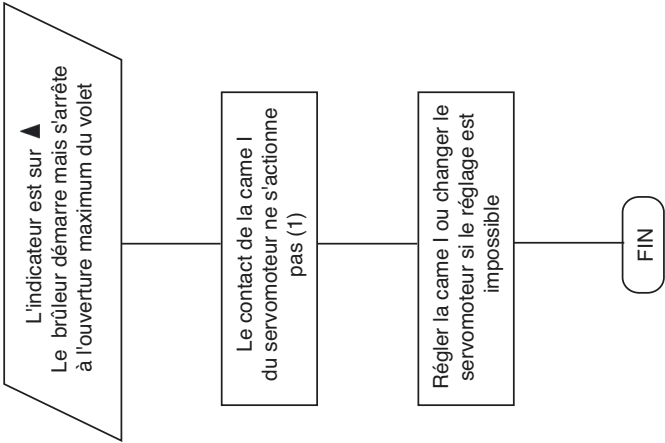 L'indicateur est sur ▲
Le brûleur démarre mais s'arrête
à l'ouverture maximum du volet
Le contact de la came I
du servomoteur ne s'actionne
pas (1)
Régler la came I ou changer le
servomoteur si le réglage est
impossible
FIN